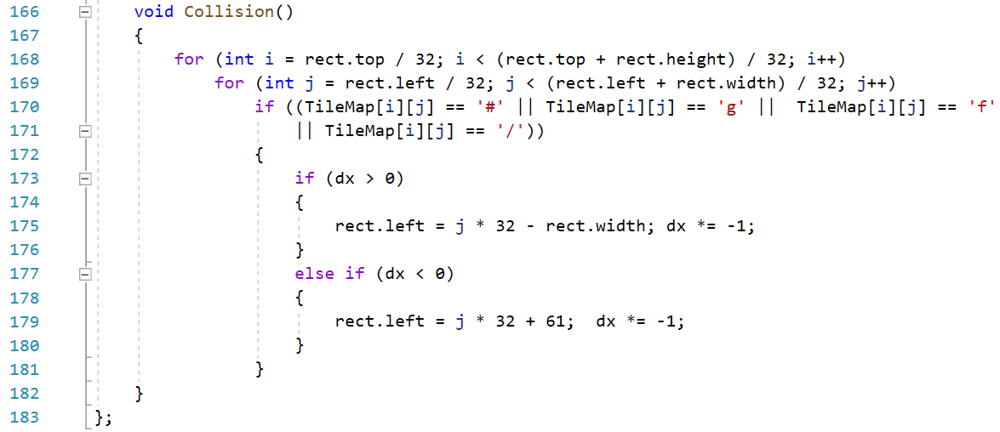 166 void Collision()
167 {
168 for (int i = rect.top / 32; i < (rect.top + rect.height) / 32; i++)
169 for (int j = rect.left / 32; j < (rect.left + rect.width) / 32; j++)
170 if ((TileMap[i][j] == '#' || TileMap[i][j] == 'g' ||  TileMap[i][j] == 'f'
171 || TileMap[i][j] == '/'))
172 {
173 if (dx > 0)
174 {
175 rect.left = j * 32 - rect.width; dx *= -1;
176 }
177 else if (dx < 0)
178 {
179 rect.left = j * 32 + 61;  dx *= -1;
180 }
181 }
182 }
183 };